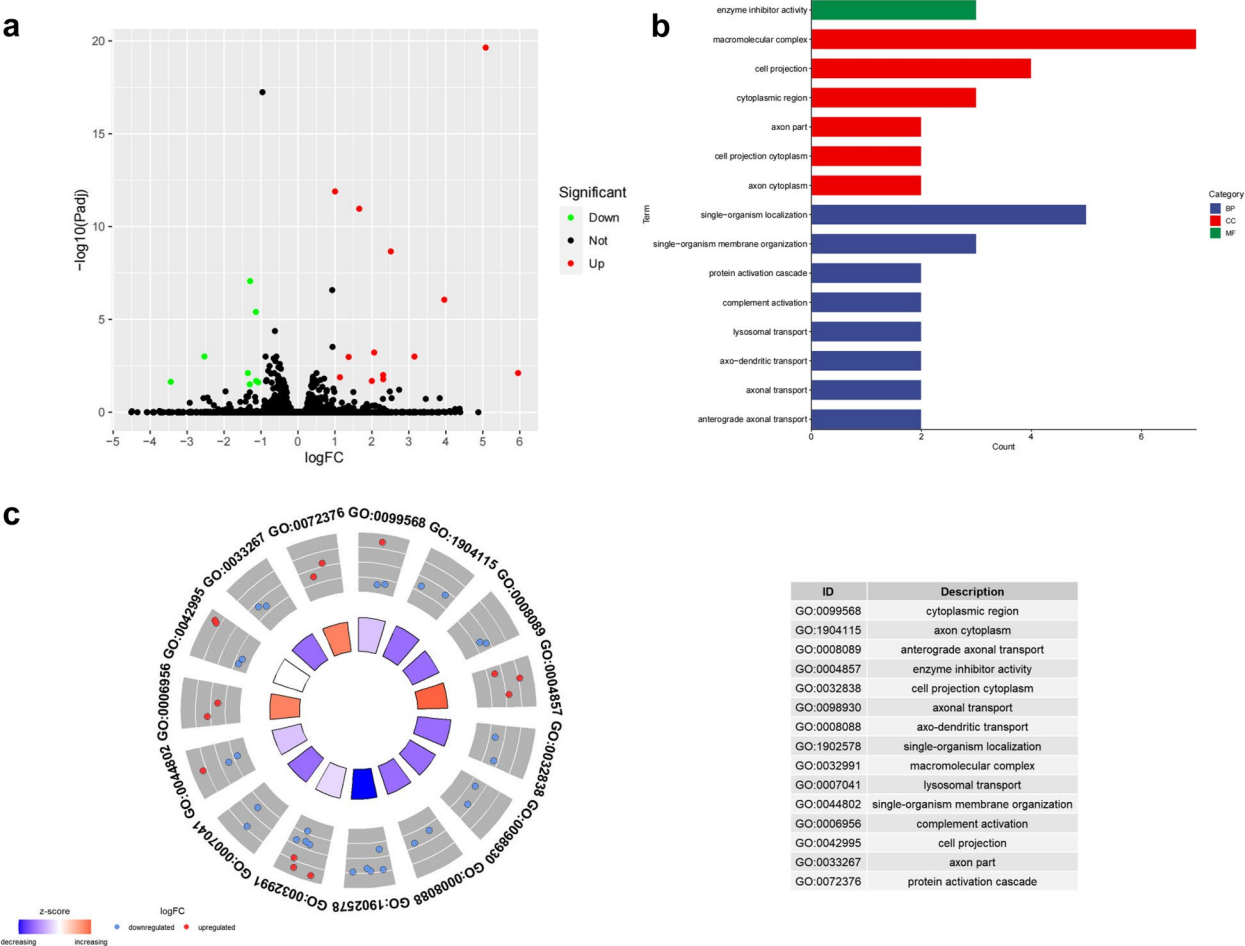 a
20
15
10
5
0
-log10(Padj)
−5 −4 −3 −2 −1 0 1 2 3 4 5 6
logFC
Significant
Down
Not
Up
b
enzyme inhibitor activity
macromolecular complex
cell projection
cytoplasmic region
axon part
cell projection cytoplasm
axon cytoplasm
single-organism localization
single-organism membrane organization
protein activation cascade
complement activation
lysosomal transport
axo-dendritic transport
axonal transport
anterograde axonal transport
Term
0 2 4 6
Count
Category
BP
CC
MF
c
GO:0099568
GO:1904115
GO:0008089
GO:0004857
GO:0032838
GO:0098930
GO:0008088
GO:1902578
GO:0032991
GO:0007041
GO:0044802
GO:0006956
GO:0042995
GO:0033267
GO:0072376
z-score
decreasing increasing
logFC
downregulated upregulated
ID Description
GO:0099568 cytoplasmic region
GO:1904115 axon cytoplasm
GO:0008089 anterograde axonal transport
GO:0004857 enzyme inhibitor activity
GO:0032838 cell projection cytoplasm
GO:0098930 axonal transport
GO:0008088 axo-dendritic transport
GO:1902578 single-organism localization
GO:0032991 macromolecular complex
GO:0007041 lysosomal transport
GO:0044802 single-organism membrane organization
GO:0006956 complement activation
GO:0042995 cell projection
GO:0033267 axon part
GO:0072376 protein activation cascade